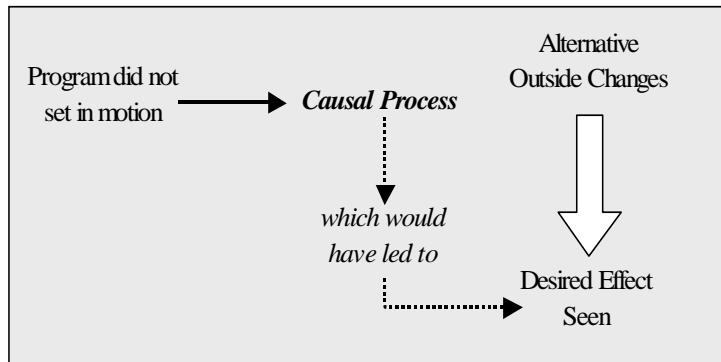 Program did not
set in motion
Causal Process
which would
have led to
Alternative
Outside Changes
Desired Effect
Seen